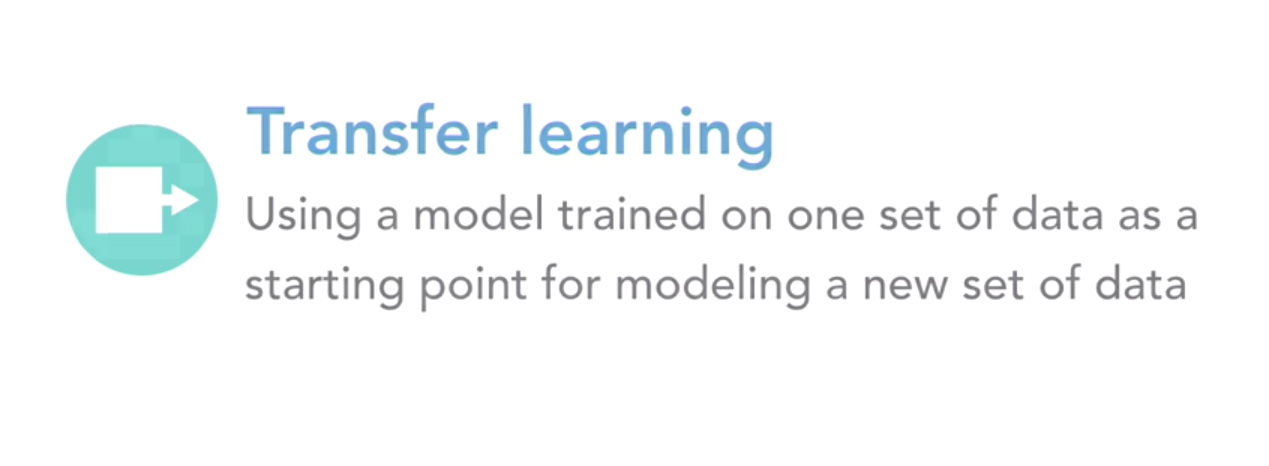 Transfer learning
Using a model trained on one set of data as a
starting point for modeling a new set of data